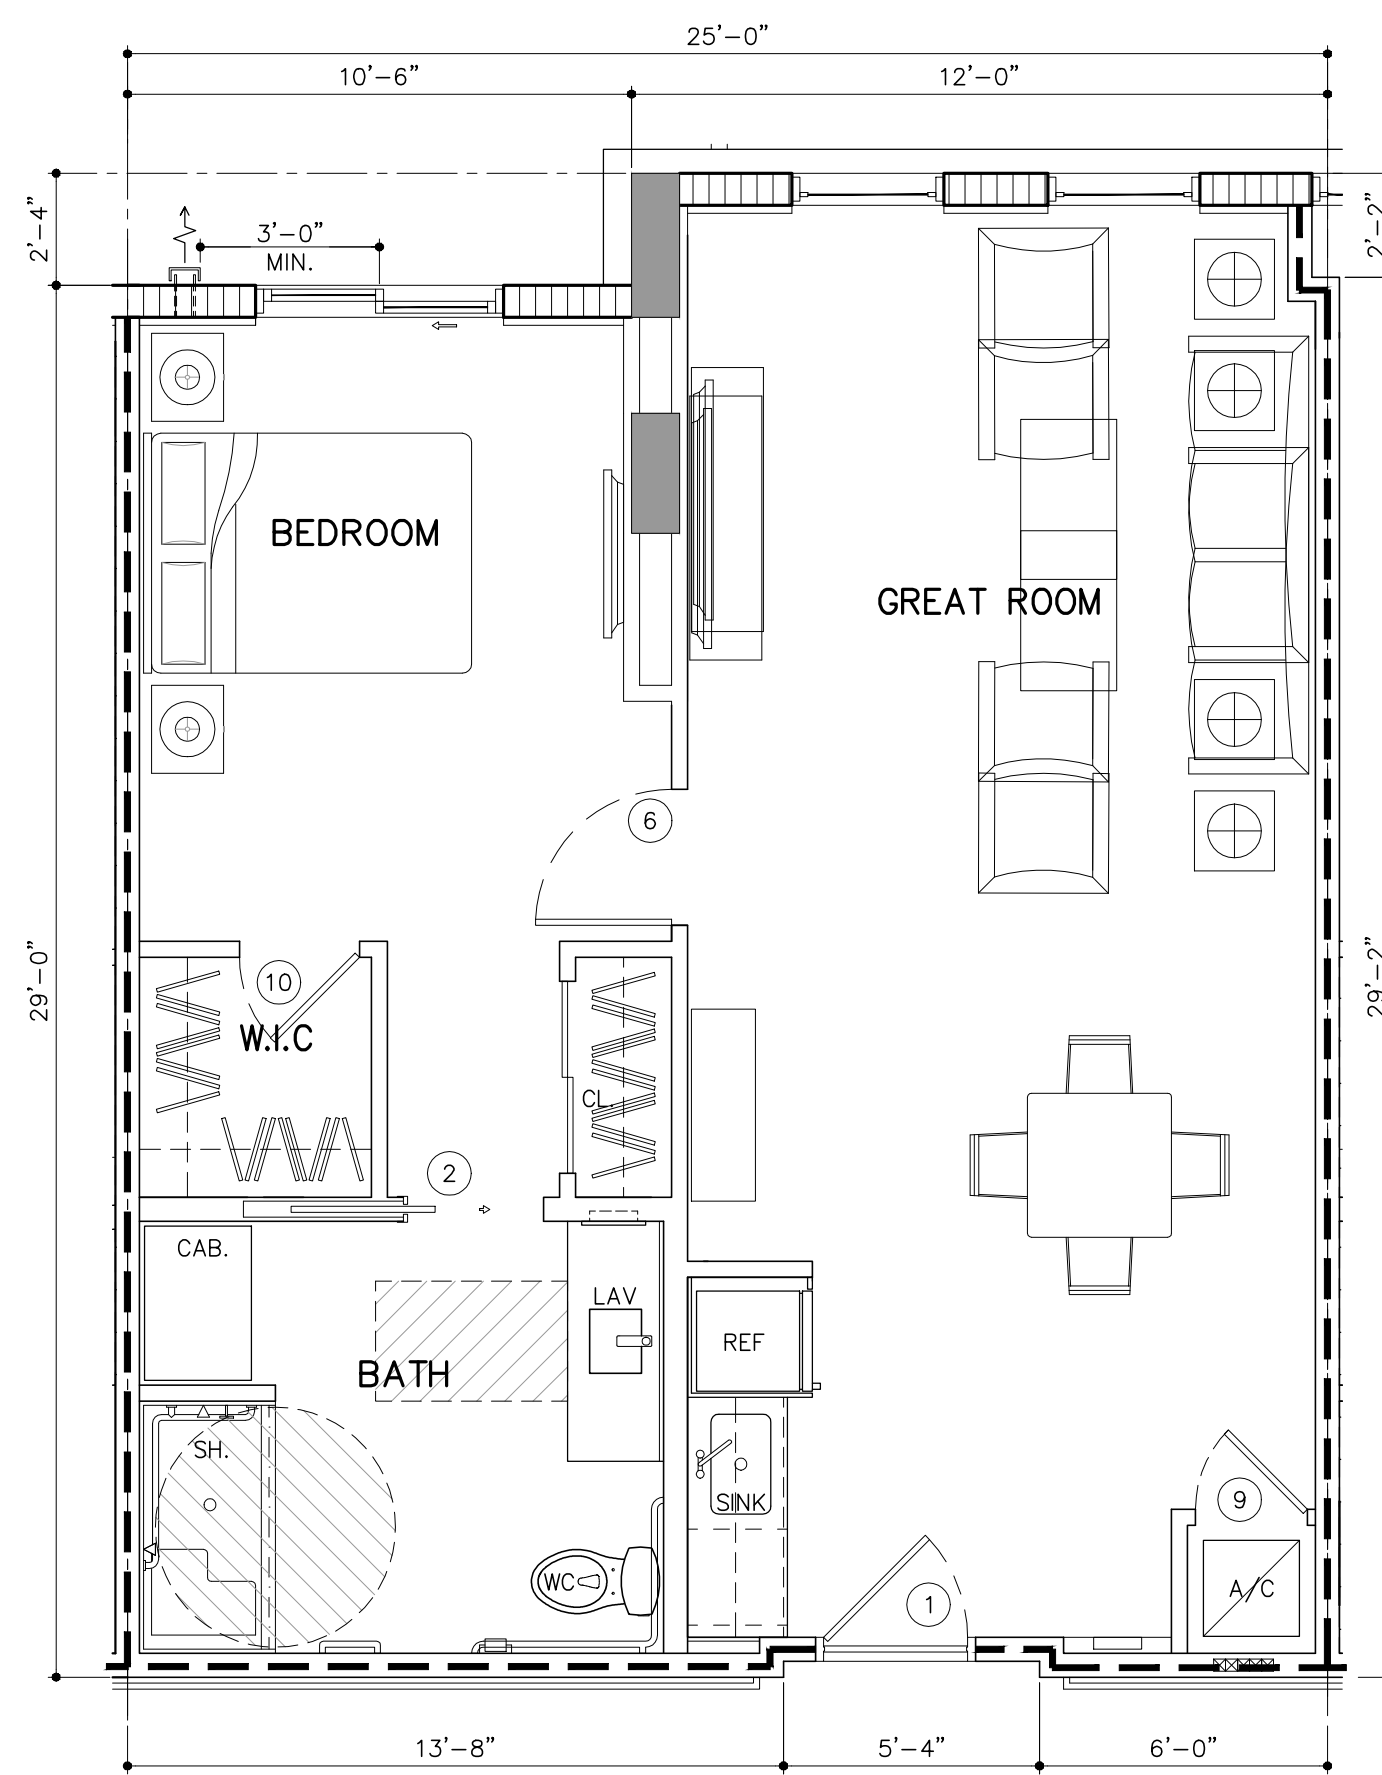 25'-0"
10'-6"
12'-0"
2'-4"
3'-0"
MIN.
2'-2"
BEDROOM
GREAT ROOM
6
29'-0"
10
W.I.C
29'-2"
CL.
2
CAB.
LAV
REF
BATH
SH.
SINK
9
WC
1
A/C
13'-8"
5'-4"
6'-0"